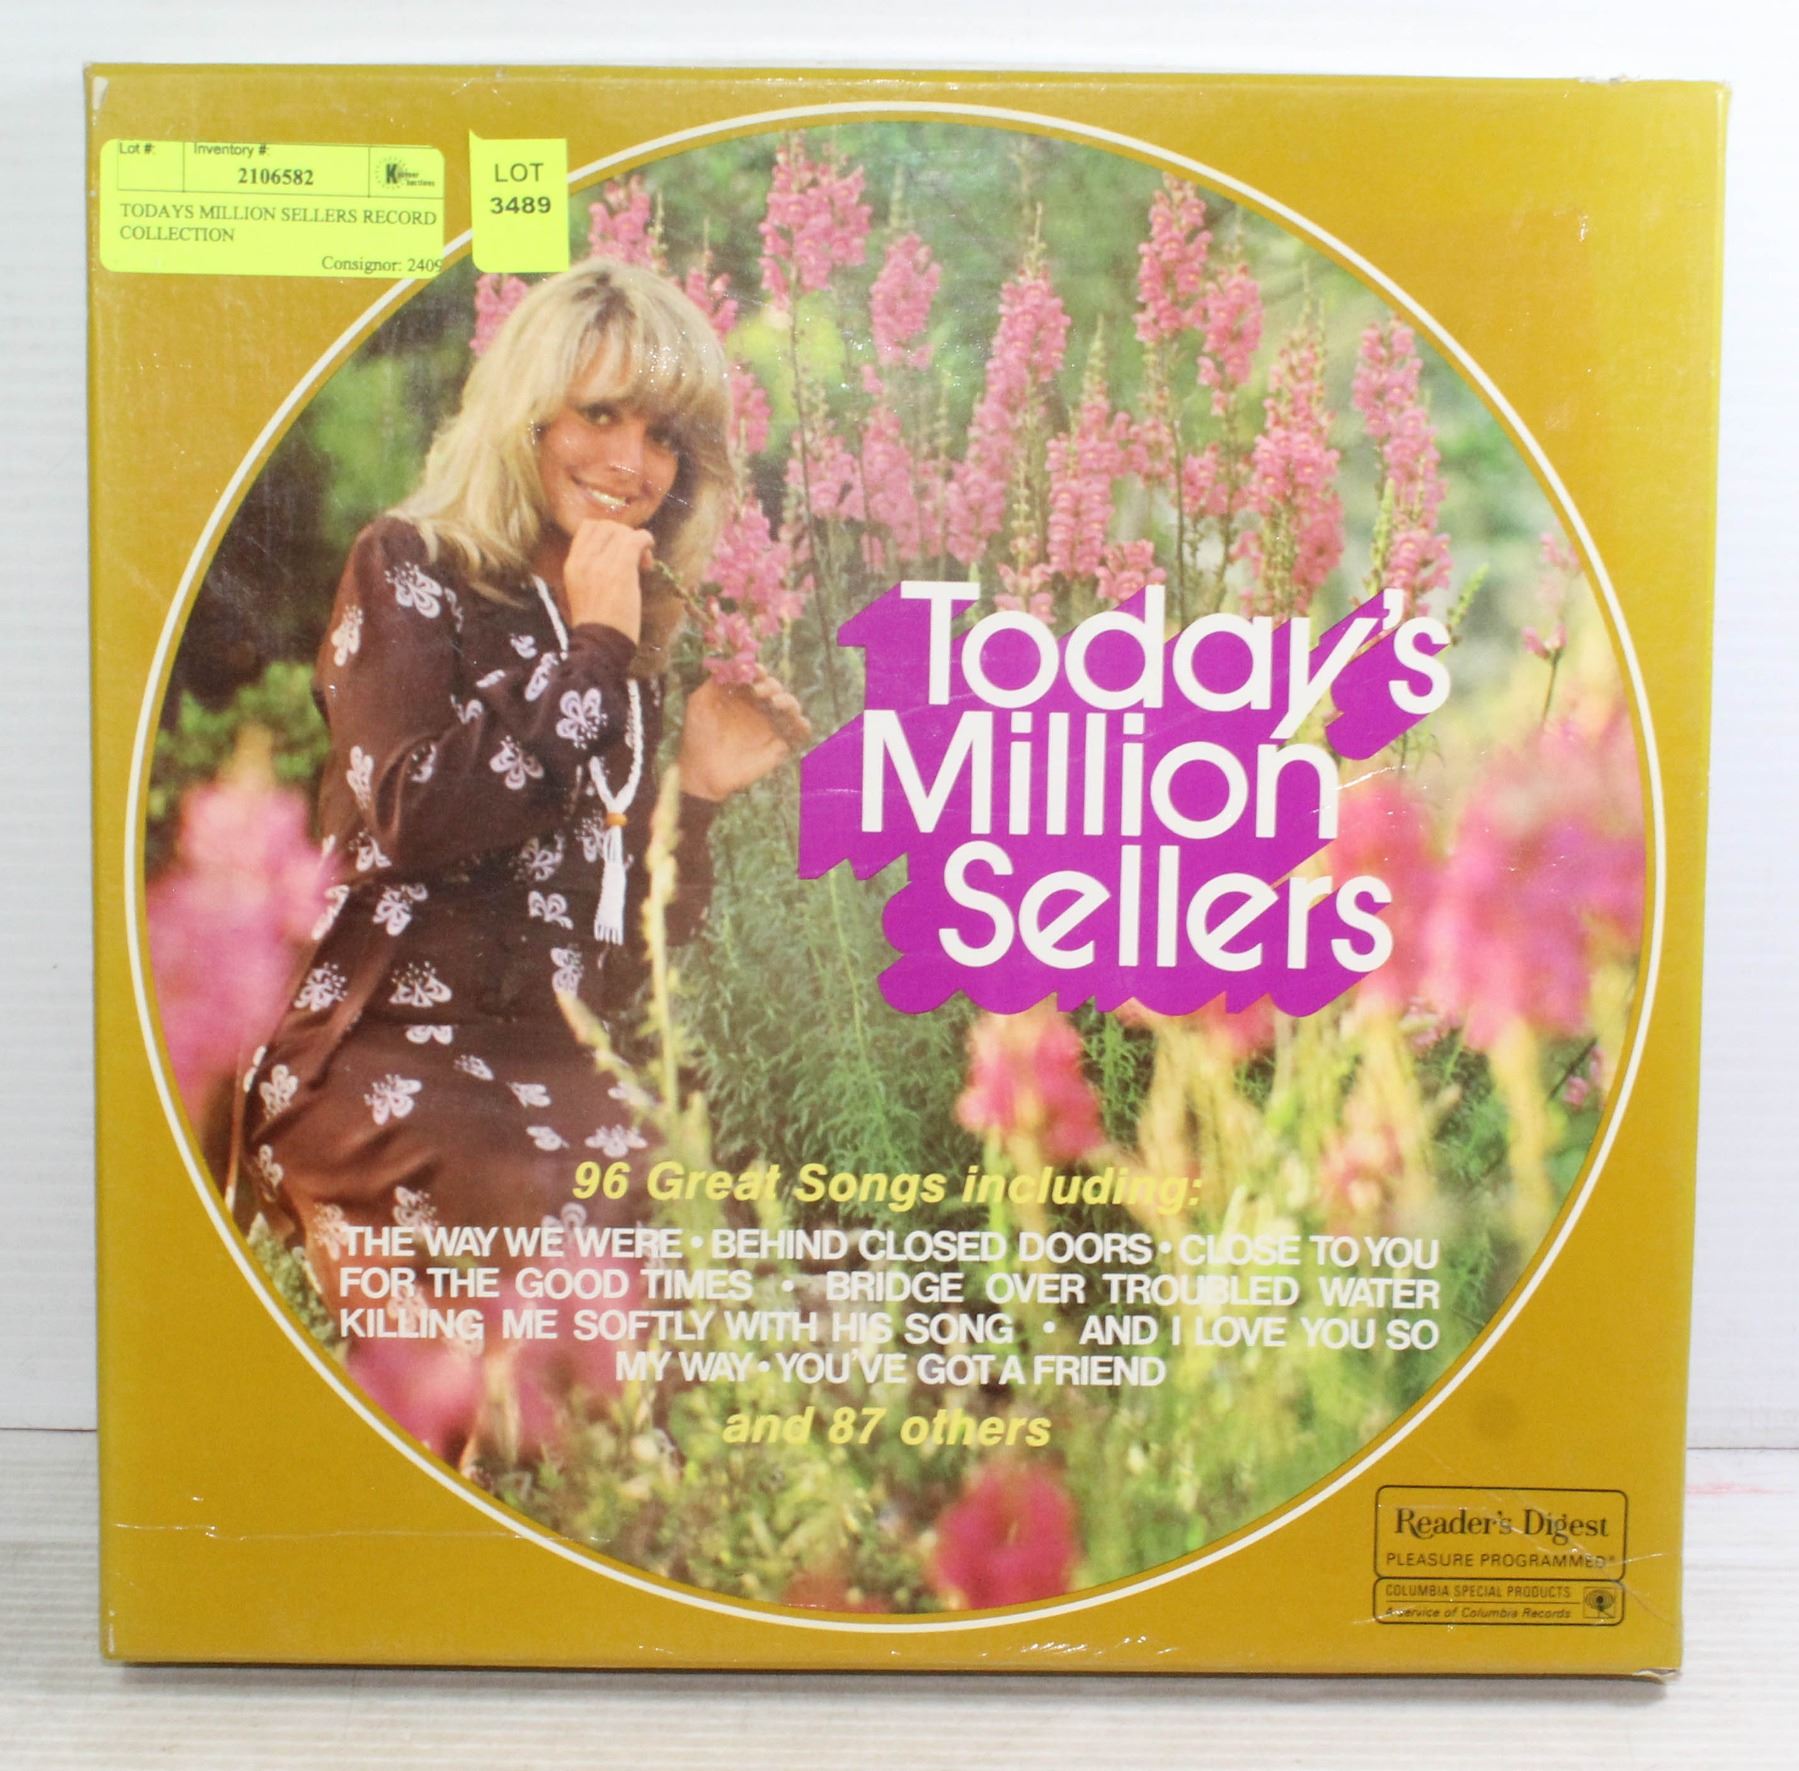 Lot #: Inventory #:
2106582
TODAYS MILLION SELLERS RECORD
COLLECTION
Consignor: 2409
LOT
3489
Today's
Million
Sellers
96 Great Songs including:
THE WAY WE WERE • BEHIND CLOSED DOORS • CLOSE TO YOU
FOR THE GOOD TIMES • BRIDGE OVER TROUBLED WATER
KILLING ME SOFTLY WITH HIS SONG • AND I LOVE YOU SO
MY WAY • YOU'VE GOT A FRIEND
and 87 others
Reader's Digest
PLEASURE PROGRAMMED®
COLUMBIA SPECIAL PRODUCTS
A service of Columbia Records